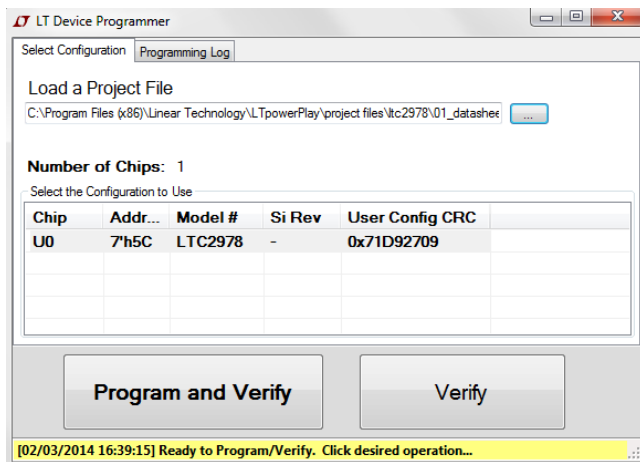 LT Device Programmer
Select Configuration Programming Log
Load a Project File
C:\Program Files (x86)\Linear Technology\LTpowerPlay\project files\ltc2978\01_datashee ...
Number of Chips: 1
Select the Configuration to Use
Chip Addr... Model # Si Rev User Config CRC
U0 7'h5C LTC2978 - 0x71D92709
Program and Verify Verify
[02/03/2014 16:39:15] Ready to Program/Verify. Click desired operation...